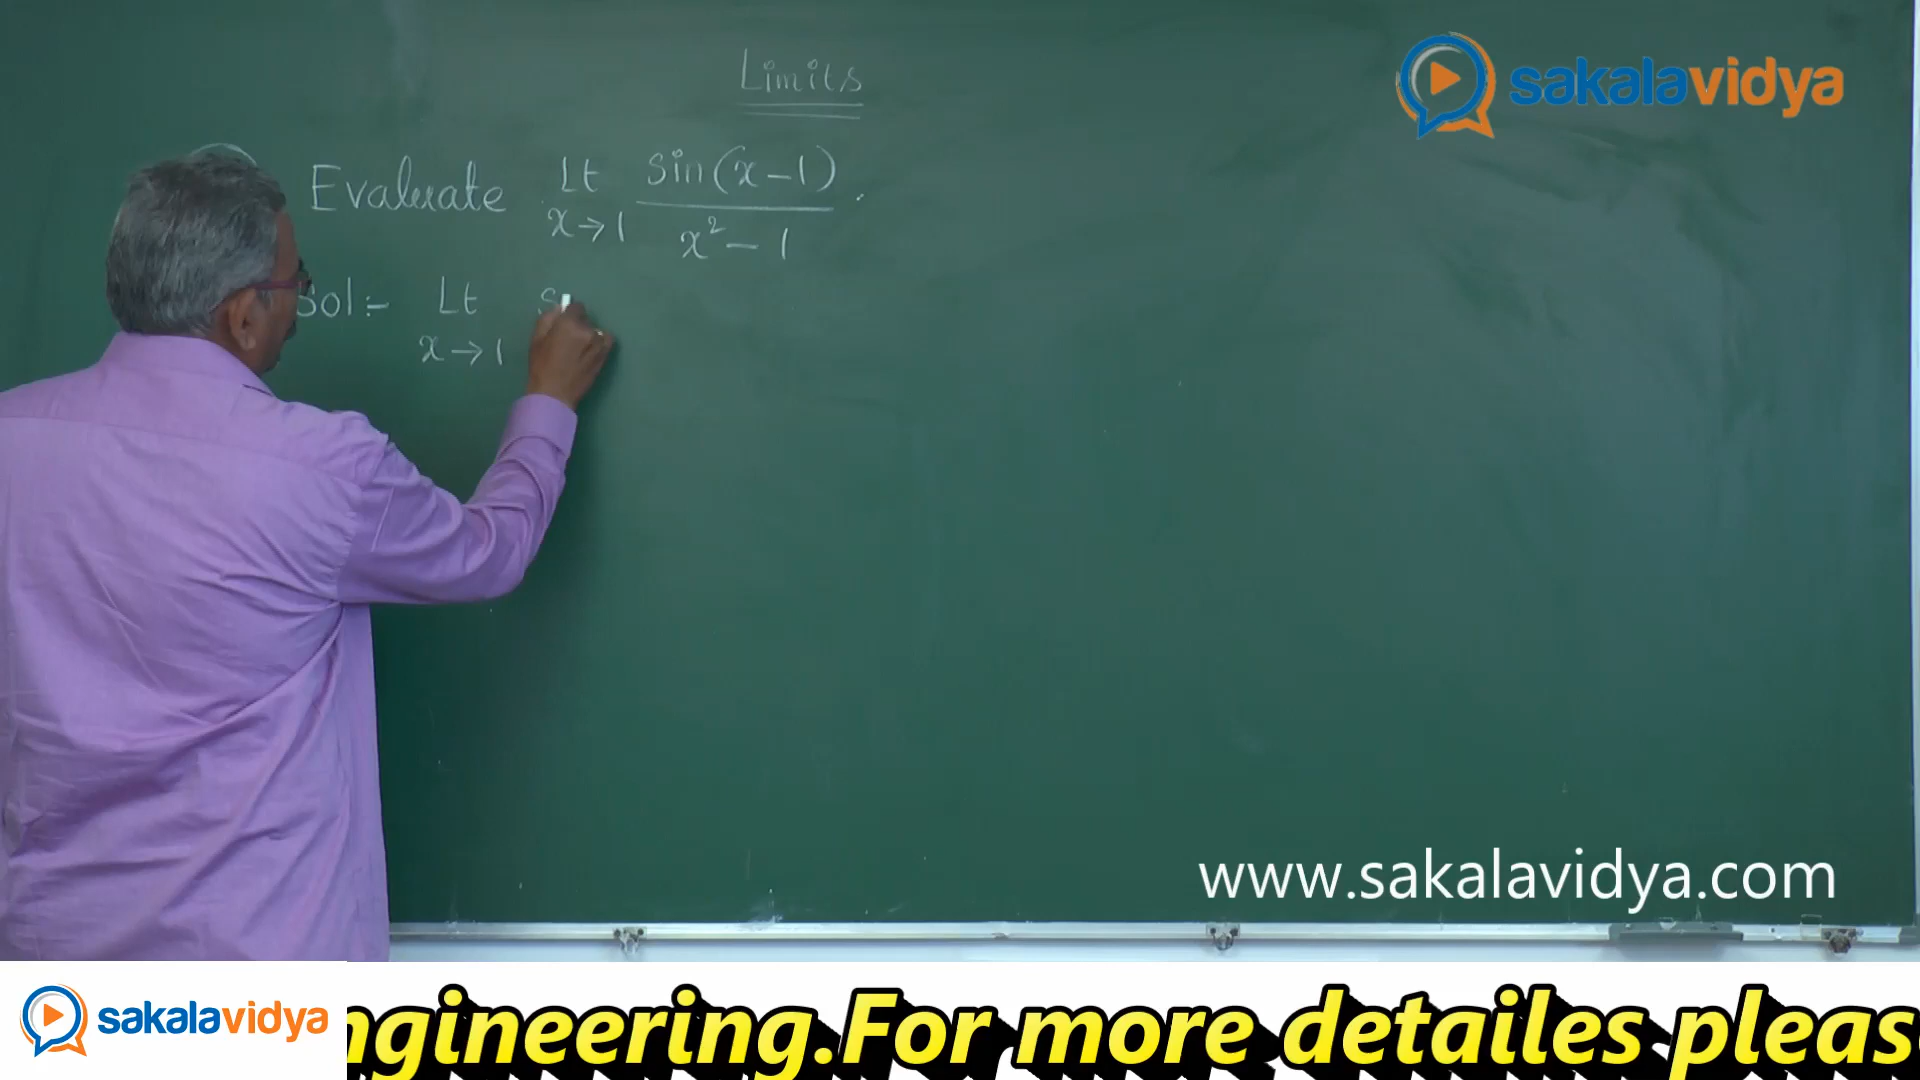 Limits
sakalavidya
Evaluate Lt x→1 sin(x-1) / x²-1 .
Sol:- Lt x→1 s
www.sakalavidya.com
sakalavidya
ngineering.For more detailes pleas